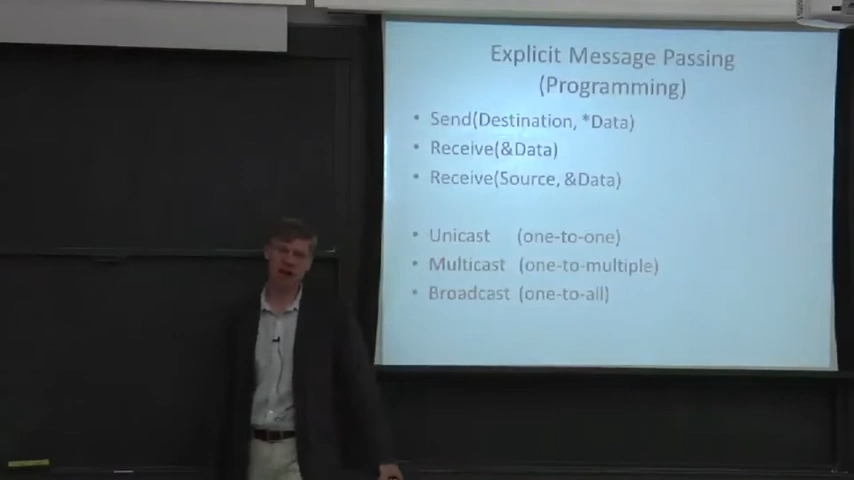 Explicit Message Passing
(Programming)
• Send(Destination, *Data)
• Receive(&Data)
• Receive(Source, &Data)
• Unicast (one-to-one)
• Multicast (one-to-multiple)
• Broadcast (one-to-all)